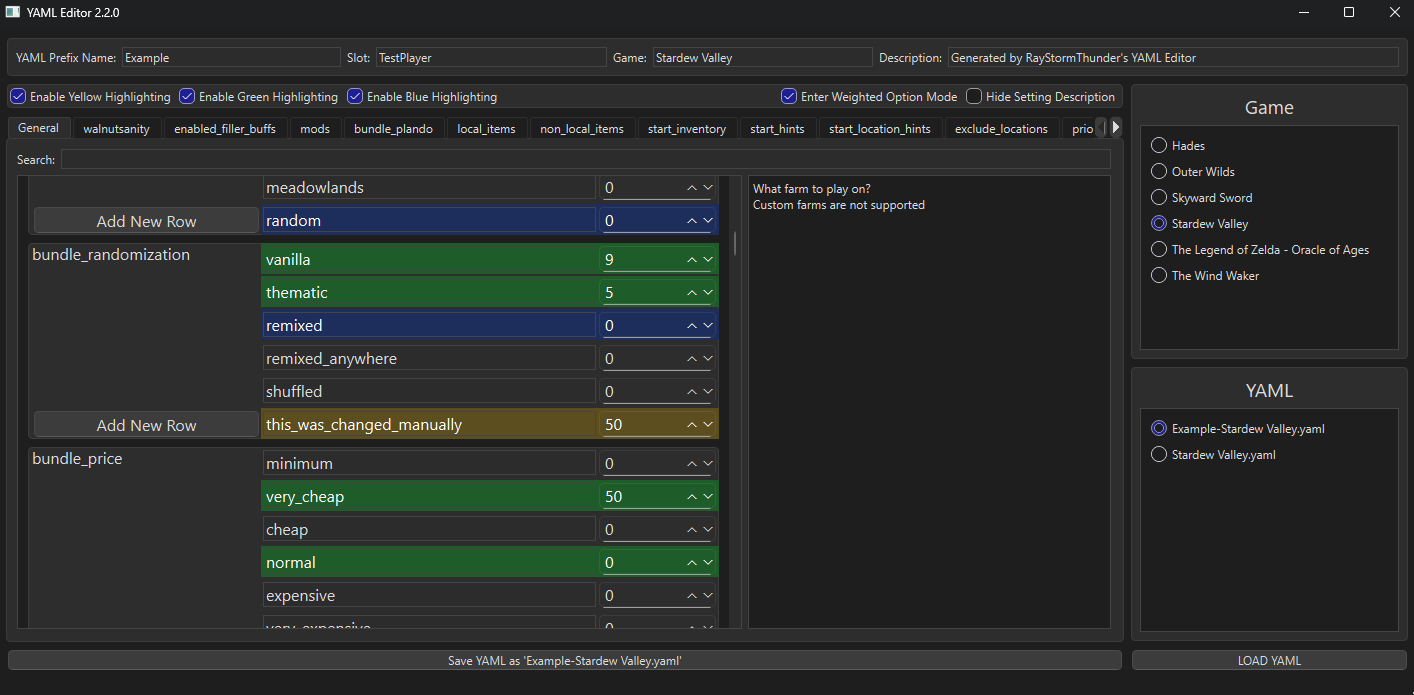 YAML Editor 2.2.0
YAML Prefix Name: Example Slot: TestPlayer Game: Stardew Valley Description: Generated by RayStormThunder's YAML Editor
Enable Yellow Highlighting Enable Green Highlighting Enable Blue Highlighting Enter Weighted Option Mode Hide Setting Description
General walnutsanity enabled_filler_buffs mods bundle_plando local_items non_local_items start_inventory start_hints start_location_hints exclude_locations prio
Search:
meadowlands 0
Add New Row random 0
bundle_randomization vanilla 9
thematic 5
remixed 0
remixed_anywhere 0
shuffled 0
Add New Row this_was_changed_manually 50
bundle_price minimum 0
very_cheap 50
cheap 0
normal 0
expensive 0
very_expensive 0
What farm to play on?
Custom farms are not supported
Save YAML as 'Example-Stardew Valley.yaml'
Game
Hades
Outer Wilds
Skyward Sword
Stardew Valley
The Legend of Zelda - Oracle of Ages
The Wind Waker
YAML
Example-Stardew Valley.yaml
Stardew Valley.yaml
LOAD YAML